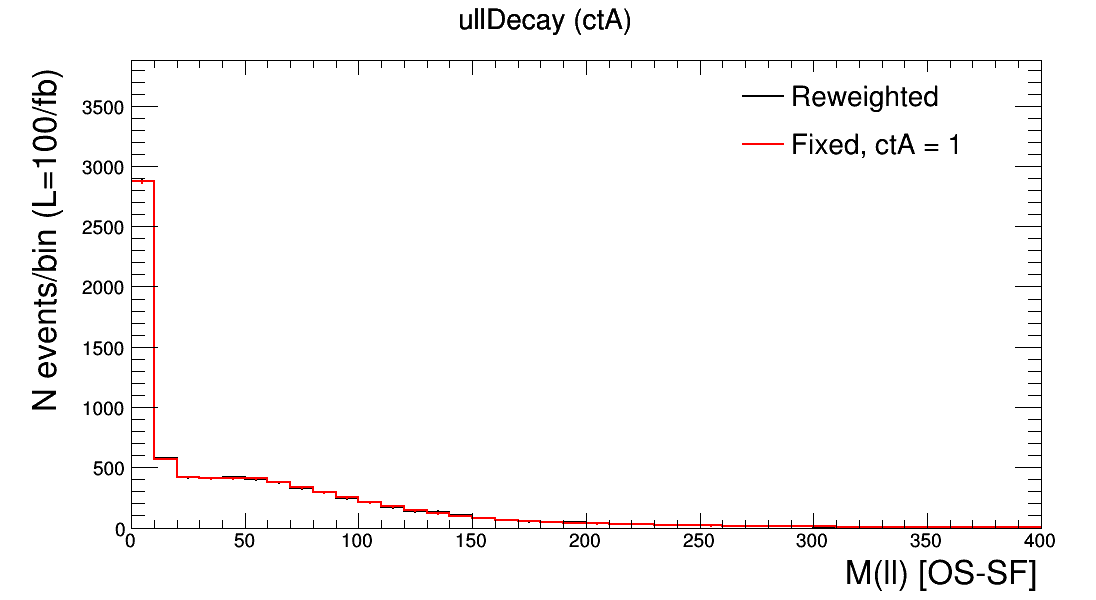 ullDecay (ctA)
N events/bin (L=100/fb)
3500
3000
2500
2000
1500
1000
500
0
Reweighted
Fixed, ctA = 1
0 50 100 150 200 250 300 350 400
M(ll) [OS-SF]